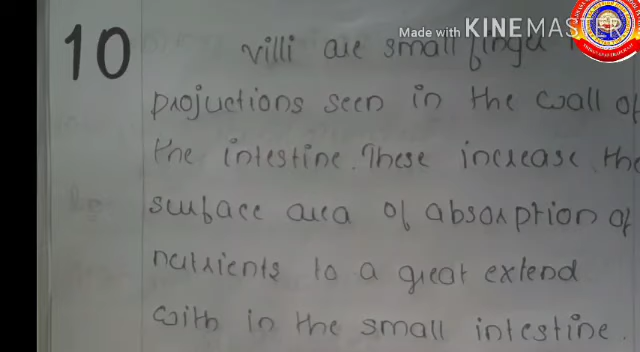 Made with KINEMASTER
10
villi are small finge
projuctions seen in the wall of
the intestine. These increase the
surface area of absorption of
nutrients to a great extend
with in the small intestine.